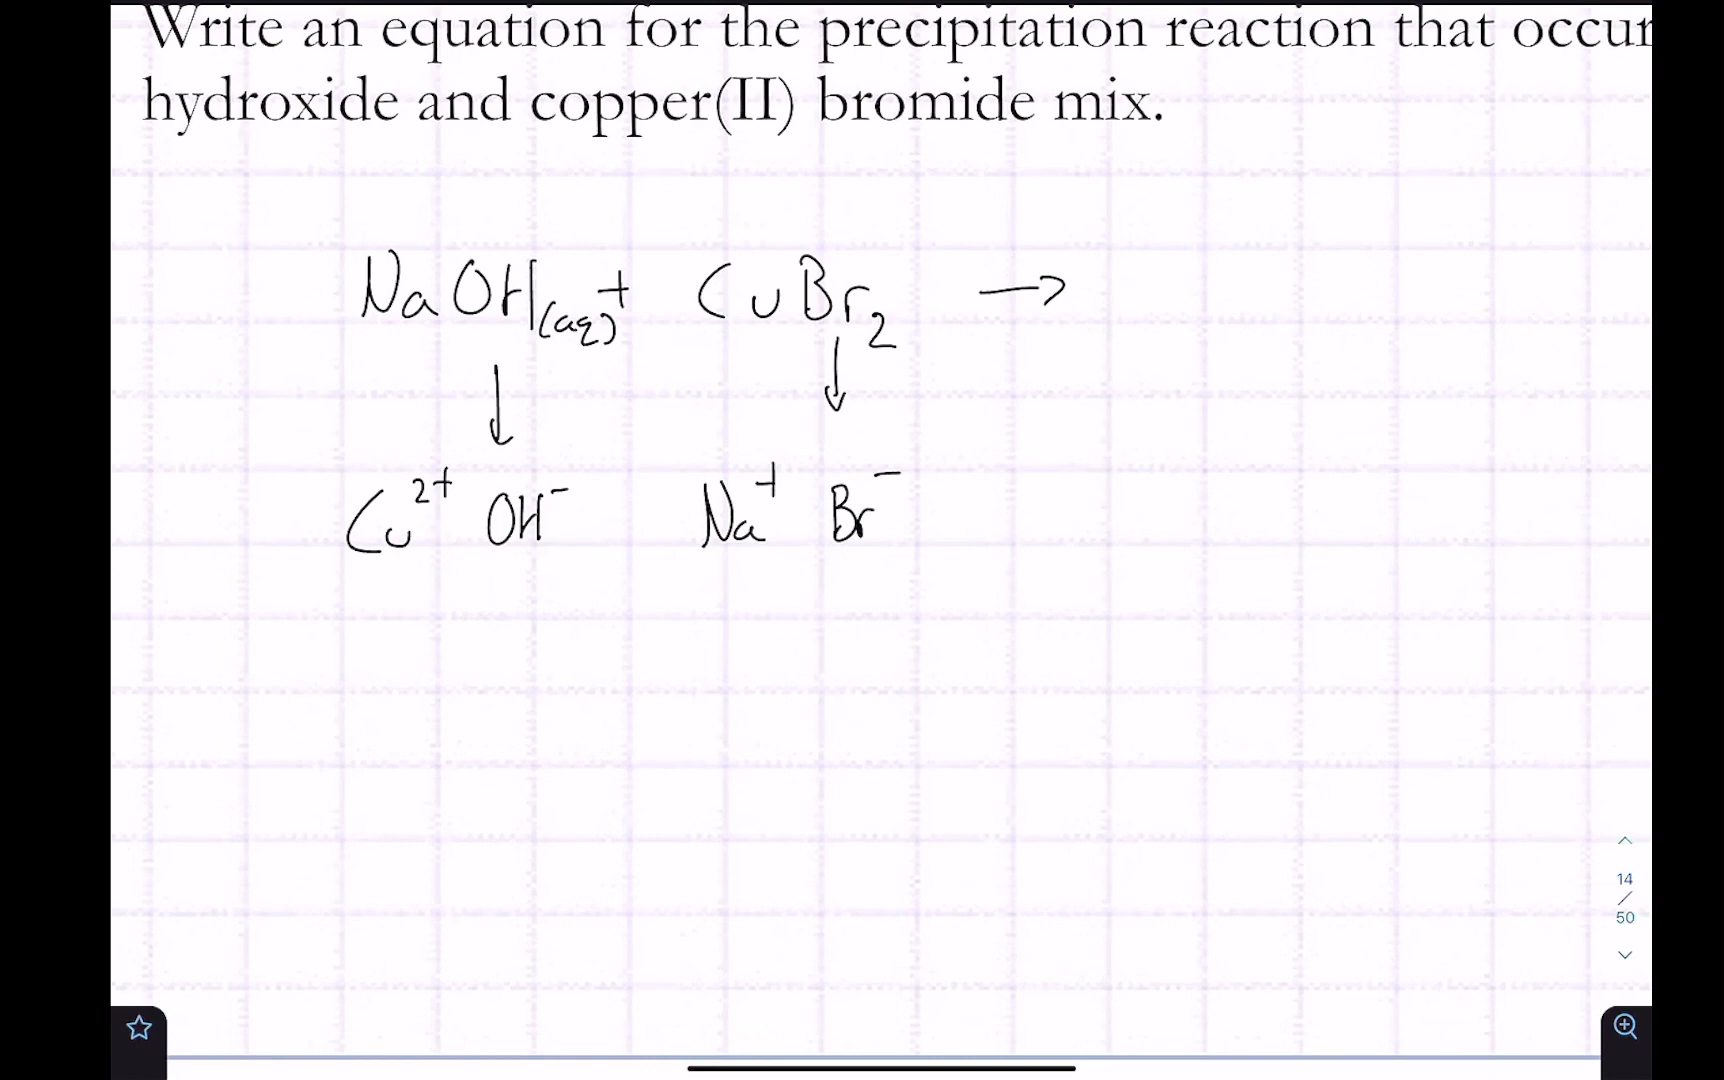 Write an equation for the precipitation reaction that occur
hydroxide and copper(II) bromide mix.
NaOH(aq) + CuBr₂ →
↓ ↓
Cu²⁺ OH⁻ Na⁺ Br⁻
14
/
50